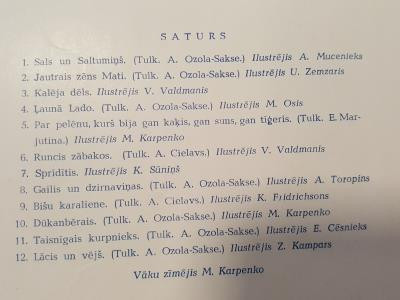 SATURS
1. Sals un Saltumiņš. (Tulk. A. Ozola-Sakse.) Ilustrējis A. Mucenieks
2. Jautrais zēns Mati. (Tulk. A. Ozola-Sakse.) Ilustrējis U. Zemzaris
3. Kalēja dēls. Ilustrējis V. Valdmanis
4. Ļaunā Lado. (Tulk. A. Ozola-Sakse.) Ilustrējis M. Osis
5. Par pelēnu, kurš bija gan kaķis, gan suns, gan tīģeris. (Tulk. E. Mar-
jutina.) Ilustrējis M. Karpenko
6. Runcis zābakos. (Tulk. A. Cielavs.) Ilustrējis V. Valdmanis
7. Sprīdītis. Ilustrējis K. Sūniņš
8. Gailis un dzirnaviņas. (Tulk. A. Ozola-Sakse.) Ilustrējis A. Toropins
9. Bišu karaliene. (Tulk. A. Cielavs.) Ilustrējis K. Frīdrichsons
10. Dūkanbērais. (Tulk. A. Ozola-Sakse.) Ilustrējis M. Karpenko
11. Taisnīgais kurpnieks. (Tulk. A. Ozola-Sakse.) Ilustrējis E. Cēsnieks
12. Lācis un vējš. (Tulk. A. Ozola-Sakse.) Ilustrējis Z. Kampars
Vāku zīmējis M. Karpenko